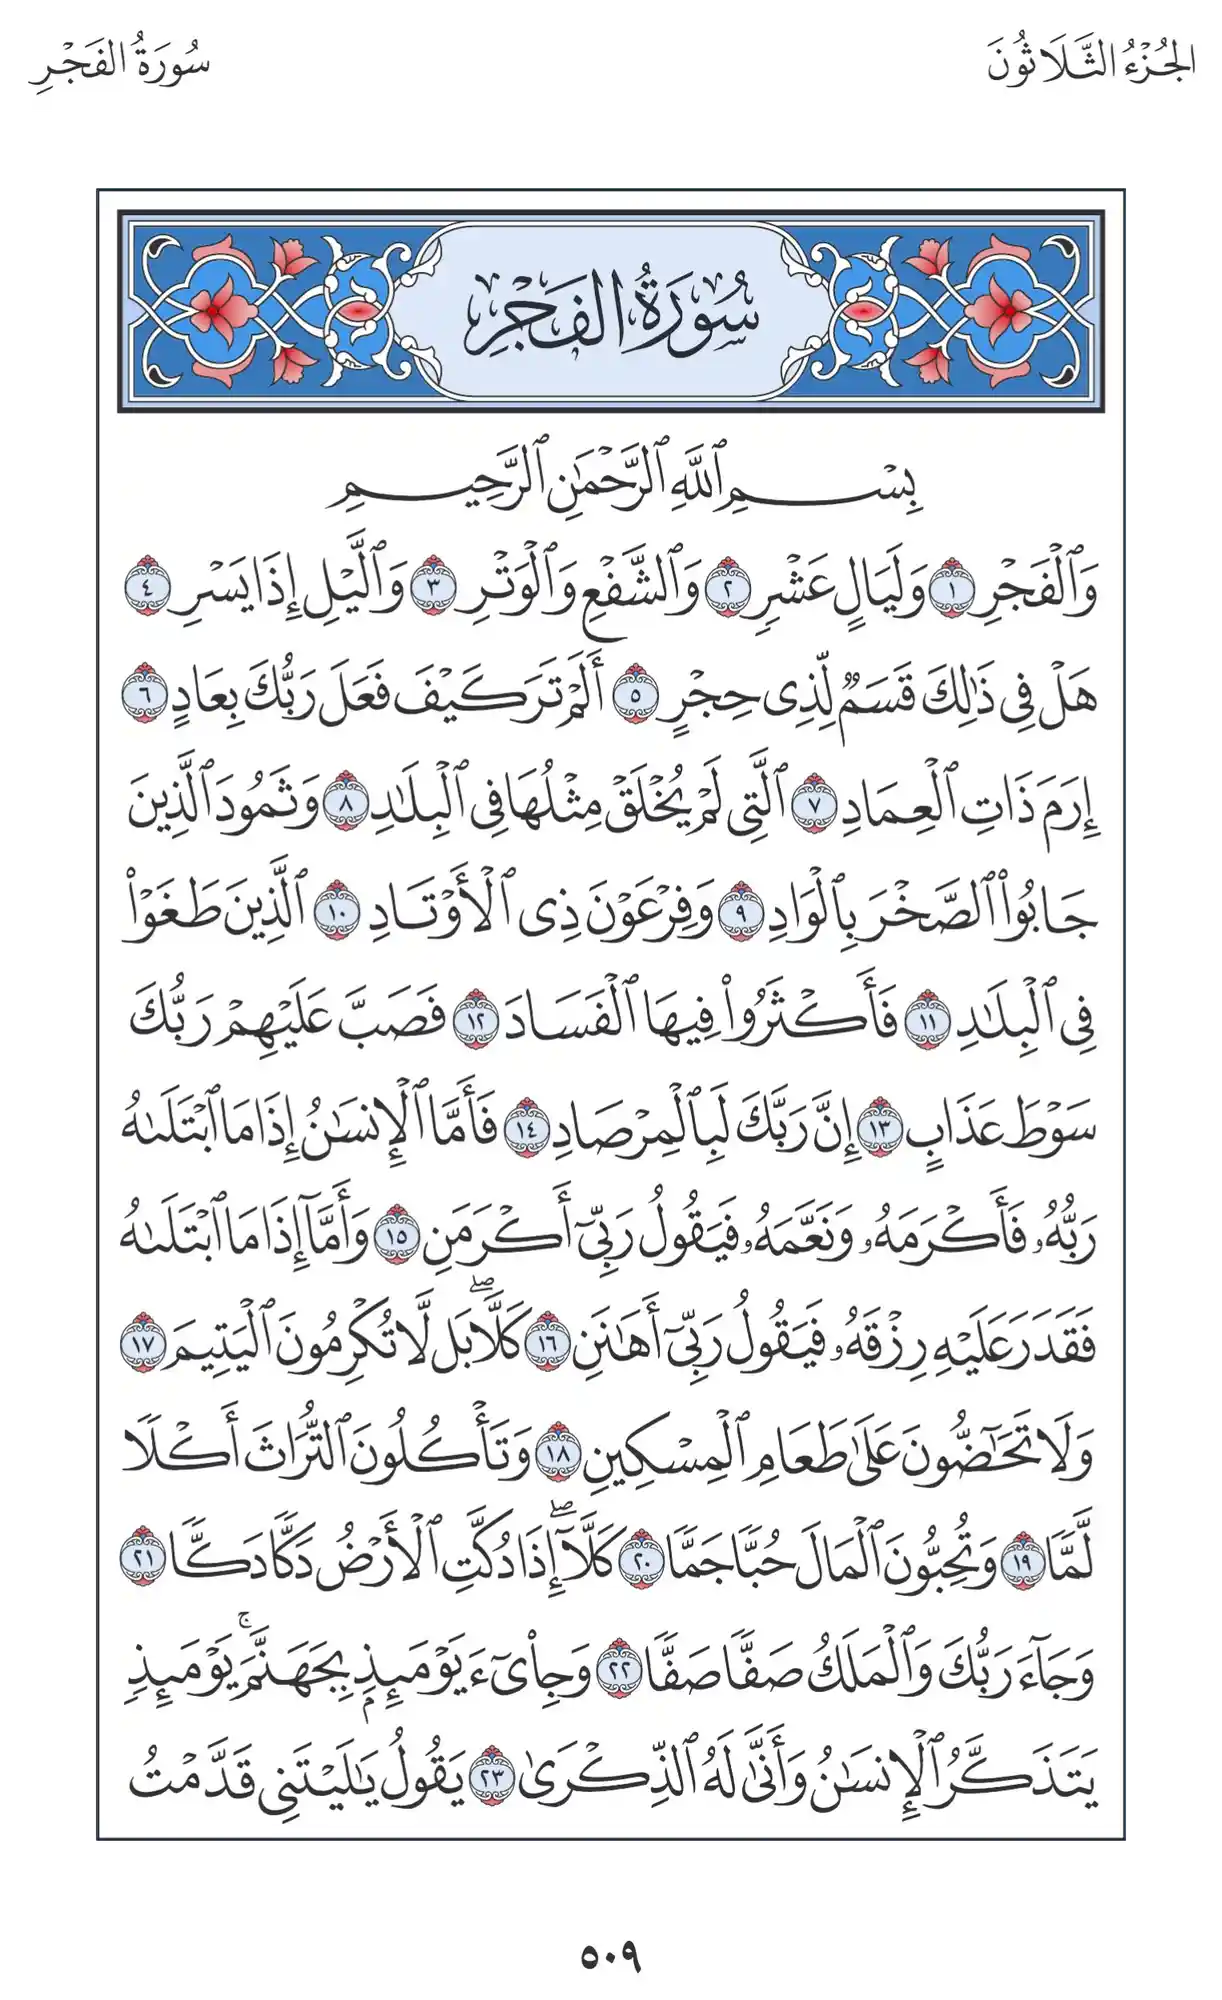 الجُزْءُ الثَّلَاثُونَ
سُورَةُ الفَجْرِ
سُورَةُ الفَجْرِ
بِسْمِ ٱللَّهِ ٱلرَّحْمَٰنِ ٱلرَّحِيمِ
وَٱلْفَجْرِ ١ وَلَيَالٍ عَشْرٍ ٢ وَٱلشَّفْعِ وَٱلْوَتْرِ ٣ وَٱلَّيْلِ إِذَا يَسْرِ ٤
هَلْ فِى ذَٰلِكَ قَسَمٌ لِّذِى حِجْرٍ ٥ أَلَمْ تَرَ كَيْفَ فَعَلَ رَبُّكَ بِعَادٍ ٦
إِرَمَ ذَاتِ ٱلْعِمَادِ ٧ ٱلَّتِى لَمْ يُخْلَقْ مِثْلُهَا فِى ٱلْبِلَٰدِ ٨ وَثَمُودَ ٱلَّذِينَ
جَابُوا۟ ٱلصَّخْرَ بِٱلْوَادِ ٩ وَفِرْعَوْنَ ذِى ٱلْأَوْتَادِ ١٠ ٱلَّذِينَ طَغَوْا۟
فِى ٱلْبِلَٰدِ ١١ فَأَكْثَرُوا۟ فِيهَا ٱلْفَسَادَ ١٢ فَصَبَّ عَلَيْهِمْ رَبُّكَ
سَوْطَ عَذَابٍ ١٣ إِنَّ رَبَّكَ لَبِٱلْمِرْصَادِ ١٤ فَأَمَّا ٱلْإِنسَٰنُ إِذَا مَا ٱبْتَلَىٰهُ
رَبُّهُۥ فَأَكْرَمَهُۥ وَنَعَّمَهُۥ فَيَقُولُ رَبِّىٓ أَكْرَمَنِ ١٥ وَأَمَّآ إِذَا مَا ٱبْتَلَىٰهُ
فَقَدَرَ عَلَيْهِ رِزْقَهُۥ فَيَقُولُ رَبِّىٓ أَهَٰنَنِ ١٦ كَلَّا ۖ بَل لَّا تُكْرِمُونَ ٱلْيَتِيمَ ١٧
وَلَا تَحَٰٓضُّونَ عَلَىٰ طَعَامِ ٱلْمِسْكِينِ ١٨ وَتَأْكُلُونَ ٱلتُّرَاثَ أَكْلًا
لَّمًّا ١٩ وَتُحِبُّونَ ٱلْمَالَ حُبًّا جَمًّا ٢٠ كَلَّآ ۖ إِذَا دُكَّتِ ٱلْأَرْضُ دَكًّا دَكًّا ٢١
وَجَآءَ رَبُّكَ وَٱلْمَلَكُ صَفًّا صَفًّا ٢٢ وَجِا۟ىٓءَ يَوْمَئِذٍۭ بِجَهَنَّمَ ۚ يَوْمَئِذٍ
يَتَذَكَّرُ ٱلْإِنسَٰنُ وَأَنَّىٰ لَهُ ٱلذِّكْرَىٰ ٢٣ يَقُولُ يَٰلَيْتَنِى قَدَّمْتُ
٥٠٩